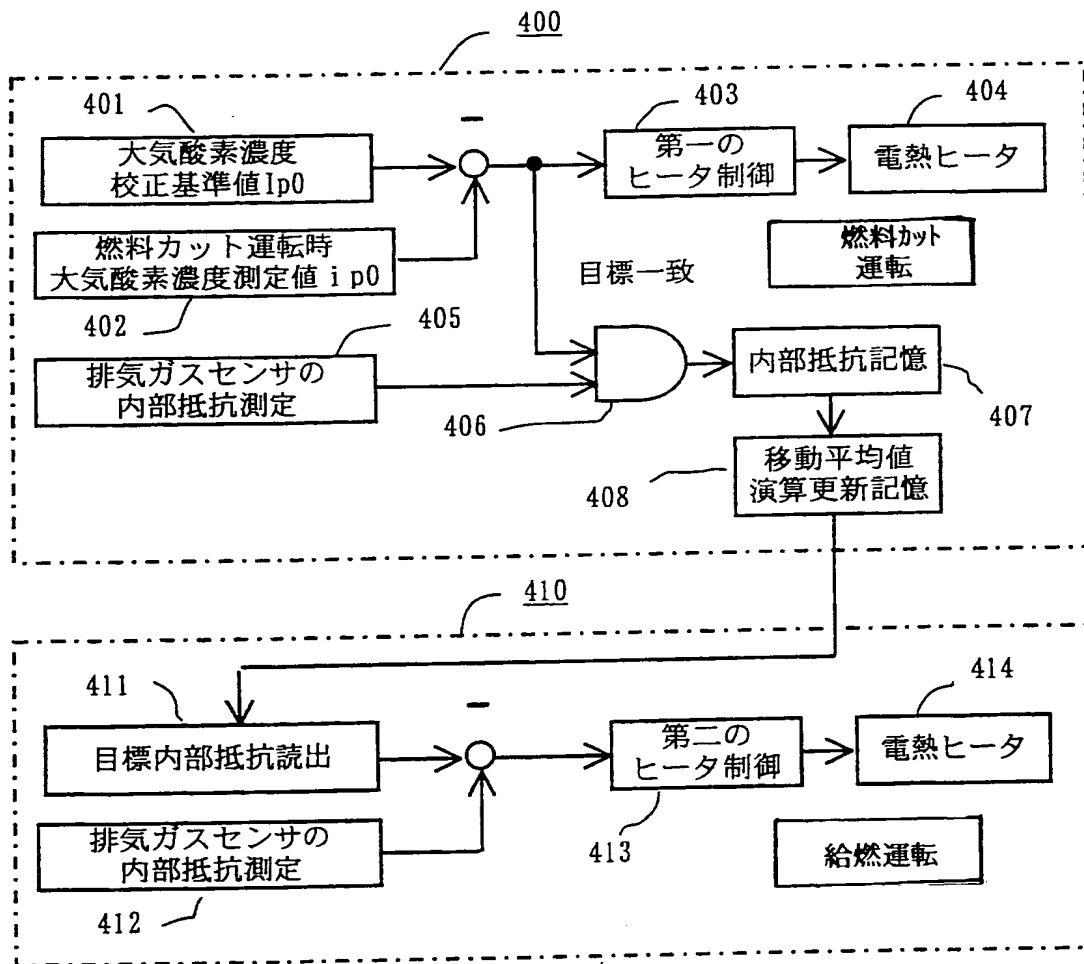 400
401
大気酸素濃度
校正基準値Ip0
−
403
第一の
ヒータ制御
404
電熱ヒータ
燃料カット運転時
大気酸素濃度測定値ip0
402
燃料カット
運転
目標一致
405
排気ガスセンサの
内部抵抗測定
406
内部抵抗記憶
407
移動平均値
演算更新記憶
408
410
411
目標内部抵抗読出
−
第二の
ヒータ制御
413
414
電熱ヒータ
排気ガスセンサの
内部抵抗測定
412
給燃運転